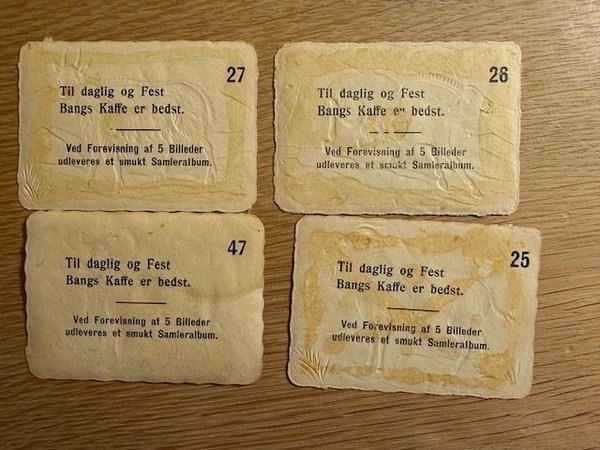 27
Til daglig og Fest
Bangs Kaffe er bedst.
Ved Forevisning af 5 Billeder
udleveres et smukt Samleralbum.
26
Til daglig og Fest
Bangs Kaffe er bedst.
Ved Forevisning af 5 Billeder
udleveres et smukt Samleralbum.
47
Til daglig og Fest
Bangs Kaffe er bedst.
Ved Forevisning af 5 Billeder
udleveres et smukt Samleralbum.
25
Til daglig og Fest
Bangs Kaffe er bedst.
Ved Forevisning af 5 Billeder
udleveres et smukt Samleralbum.